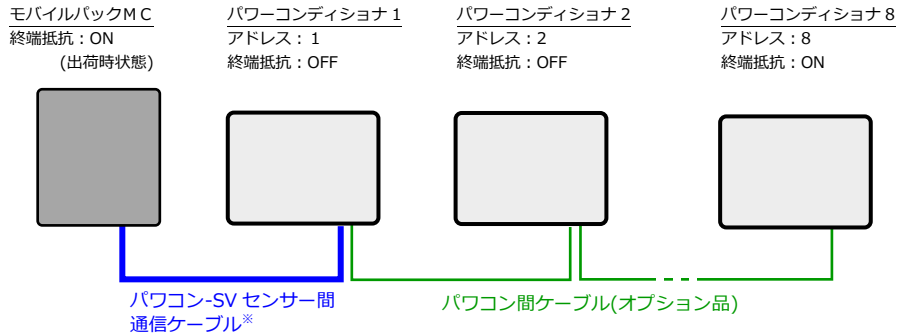 モバイルパックMC
終端抵抗：ON
(出荷時状態)
パワーコンディショナ1
アドレス：1
終端抵抗：OFF
パワーコンディショナ2
アドレス：2
終端抵抗：OFF
パワーコンディショナ8
アドレス：8
終端抵抗：ON
パワコン-SVセンサー間
通信ケーブル※
パワコン間ケーブル(オプション品)